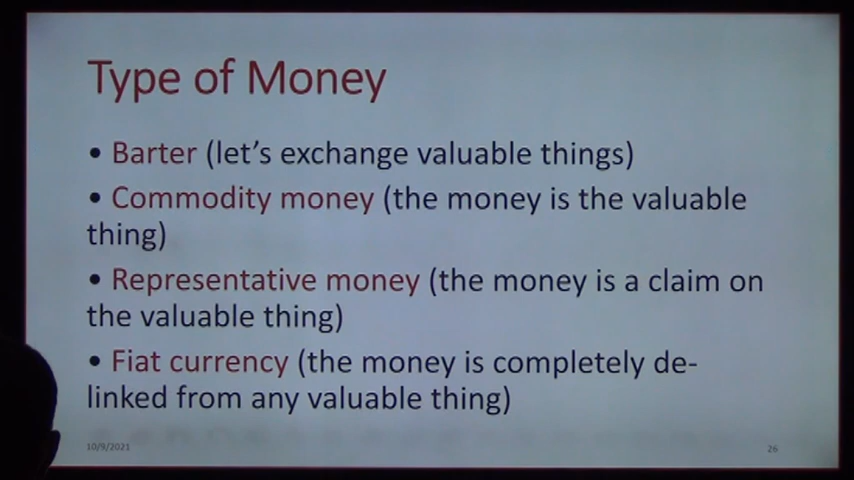 Type of Money
• Barter (let's exchange valuable things)
• Commodity money (the money is the valuable
thing)
• Representative money (the money is a claim on
the valuable thing)
• Fiat currency (the money is completely de-
linked from any valuable thing)
10/9/2021
26